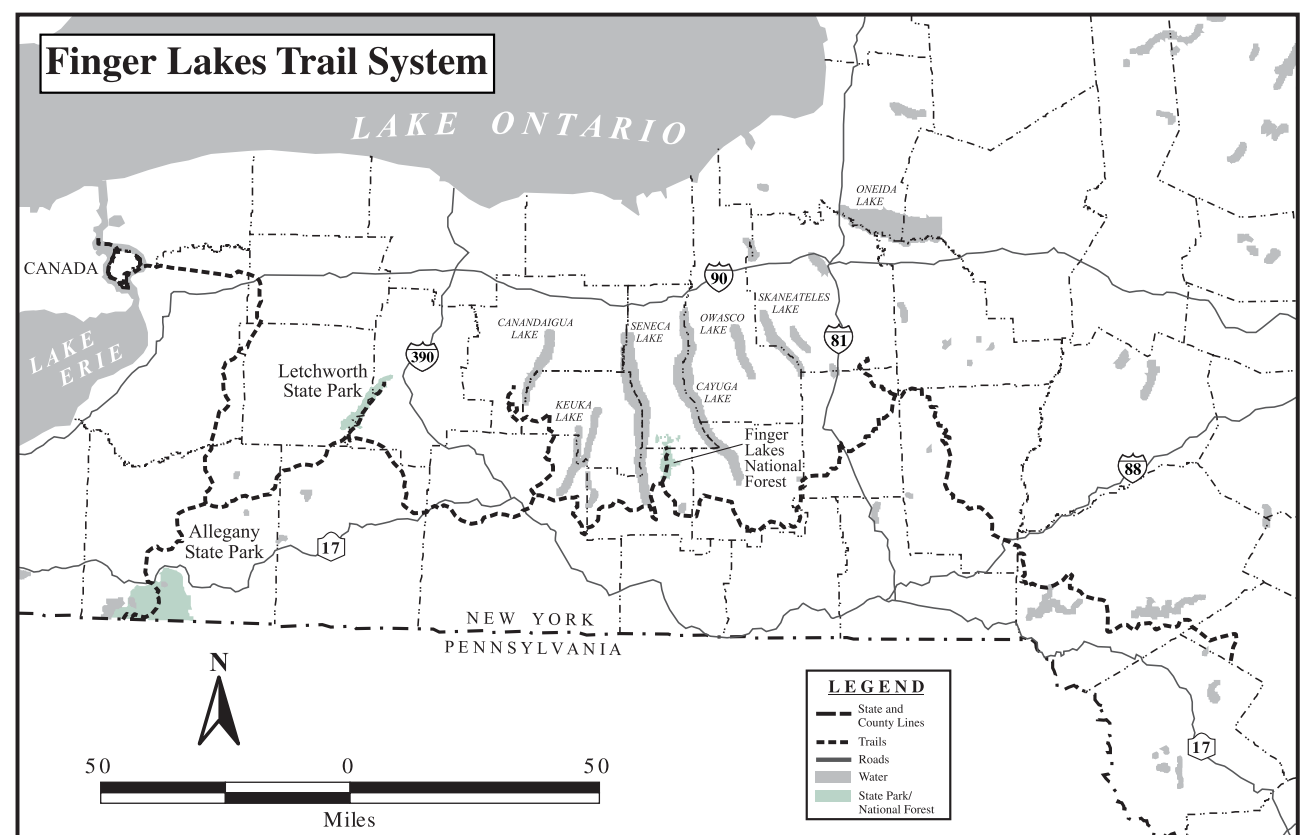 Finger Lakes Trail System
LAKE ONTARIO
ONEIDA
LAKE
CANADA
90
SKANEATELES
LAKE
CANANDAIGUA
LAKE
SENECA
LAKE
OWASCO
LAKE
LAKE
ERIE
81
390
Letchworth
State Park
CAYUGA
LAKE
KEUKA
LAKE
Finger
Lakes
National
Forest
88
Allegany
State Park
17
NEW YORK
PENNSYLVANIA
N
LEGEND
State and
County Lines
Trails
Roads
Water
State Park/
National Forest
17
50 0 50
Miles